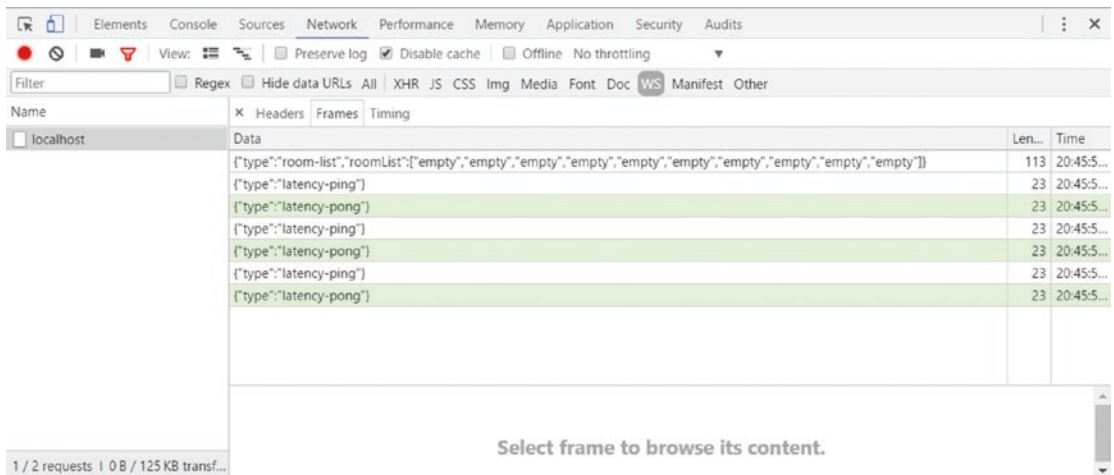 Elements Console Sources Network Performance Memory Application Security Audits
View: Preserve log Disable cache Offline No throttling
Filter Regex Hide data URLs All XHR JS CSS Img Media Font Doc WS Manifest Other
Name × Headers Frames Timing
localhost Data Len... Time
{"type":"room-list","roomList":["empty","empty","empty","empty","empty","empty","empty","empty","empty","empty"]} 113 20:45:5...
{"type":"latency-ping"} 23 20:45:5...
{"type":"latency-pong"} 23 20:45:5...
{"type":"latency-ping"} 23 20:45:5...
{"type":"latency-pong"} 23 20:45:5...
{"type":"latency-ping"} 23 20:45:5...
{"type":"latency-pong"} 23 20:45:5...
Select frame to browse its content.
1 / 2 requests | 0 B / 125 KB transf...